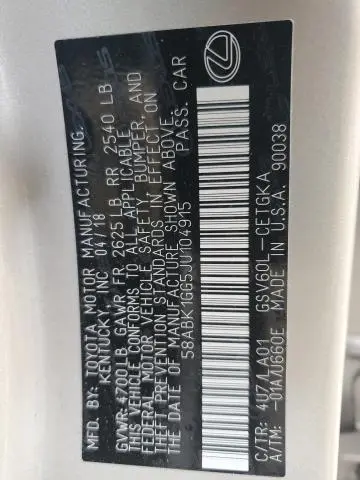 MFD. BY: TOYOTA MOTOR MANUFACTURING,
KENTUCKY, INC 04/18
GVWR: 4700 LB GAWR FR 2625 LB RR 2540 LB
THIS VEHICLE CONFORMS TO ALL APPLICABLE
FEDERAL MOTOR VEHICLE SAFETY, BUMPER, AND
THEFT PREVENTION STANDARDS IN EFFECT ON
THE DATE OF MANUFACTURE SHOWN ABOVE.
58ABK1GG5JU104915 PASS. CAR
C/TR: 4U7/LA01 GSV60L-CETGKA
A/TM: -01A/U660E MADE IN U.S.A. 90038